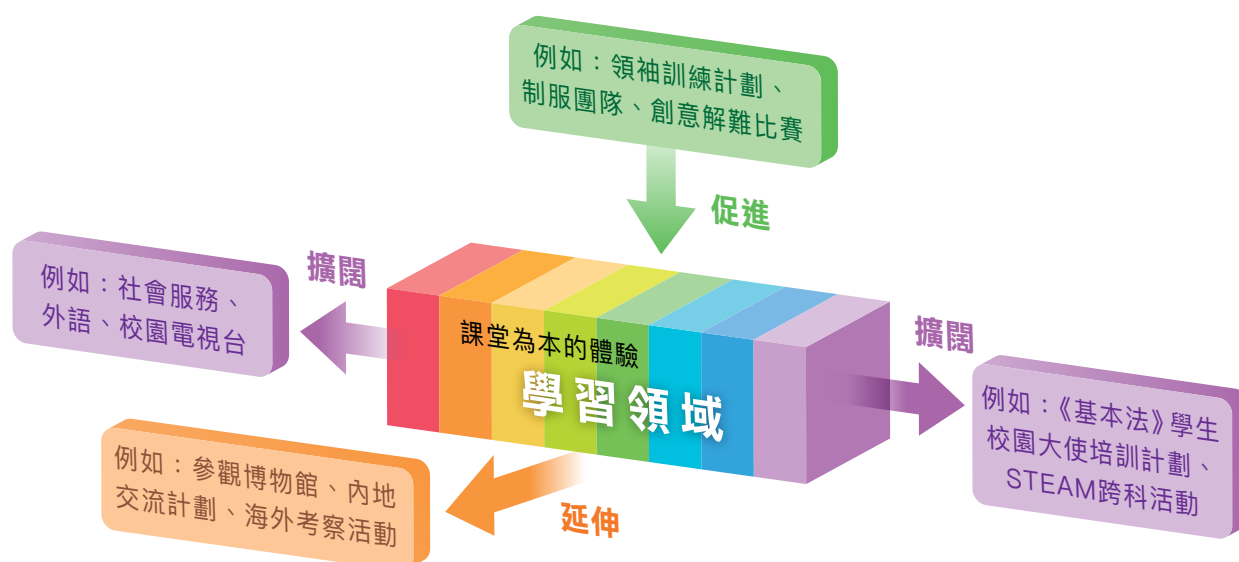 例如：領袖訓練計劃、
制服團隊、創意解難比賽
促進
擴闊
例如：社會服務、
外語、校園電視台
課堂為本的體驗
學習領域
擴闊
例如：《基本法》學生
校園大使培訓計劃、
STEAM跨科活動
例如：參觀博物館、內地
交流計劃、海外考察活動
延伸